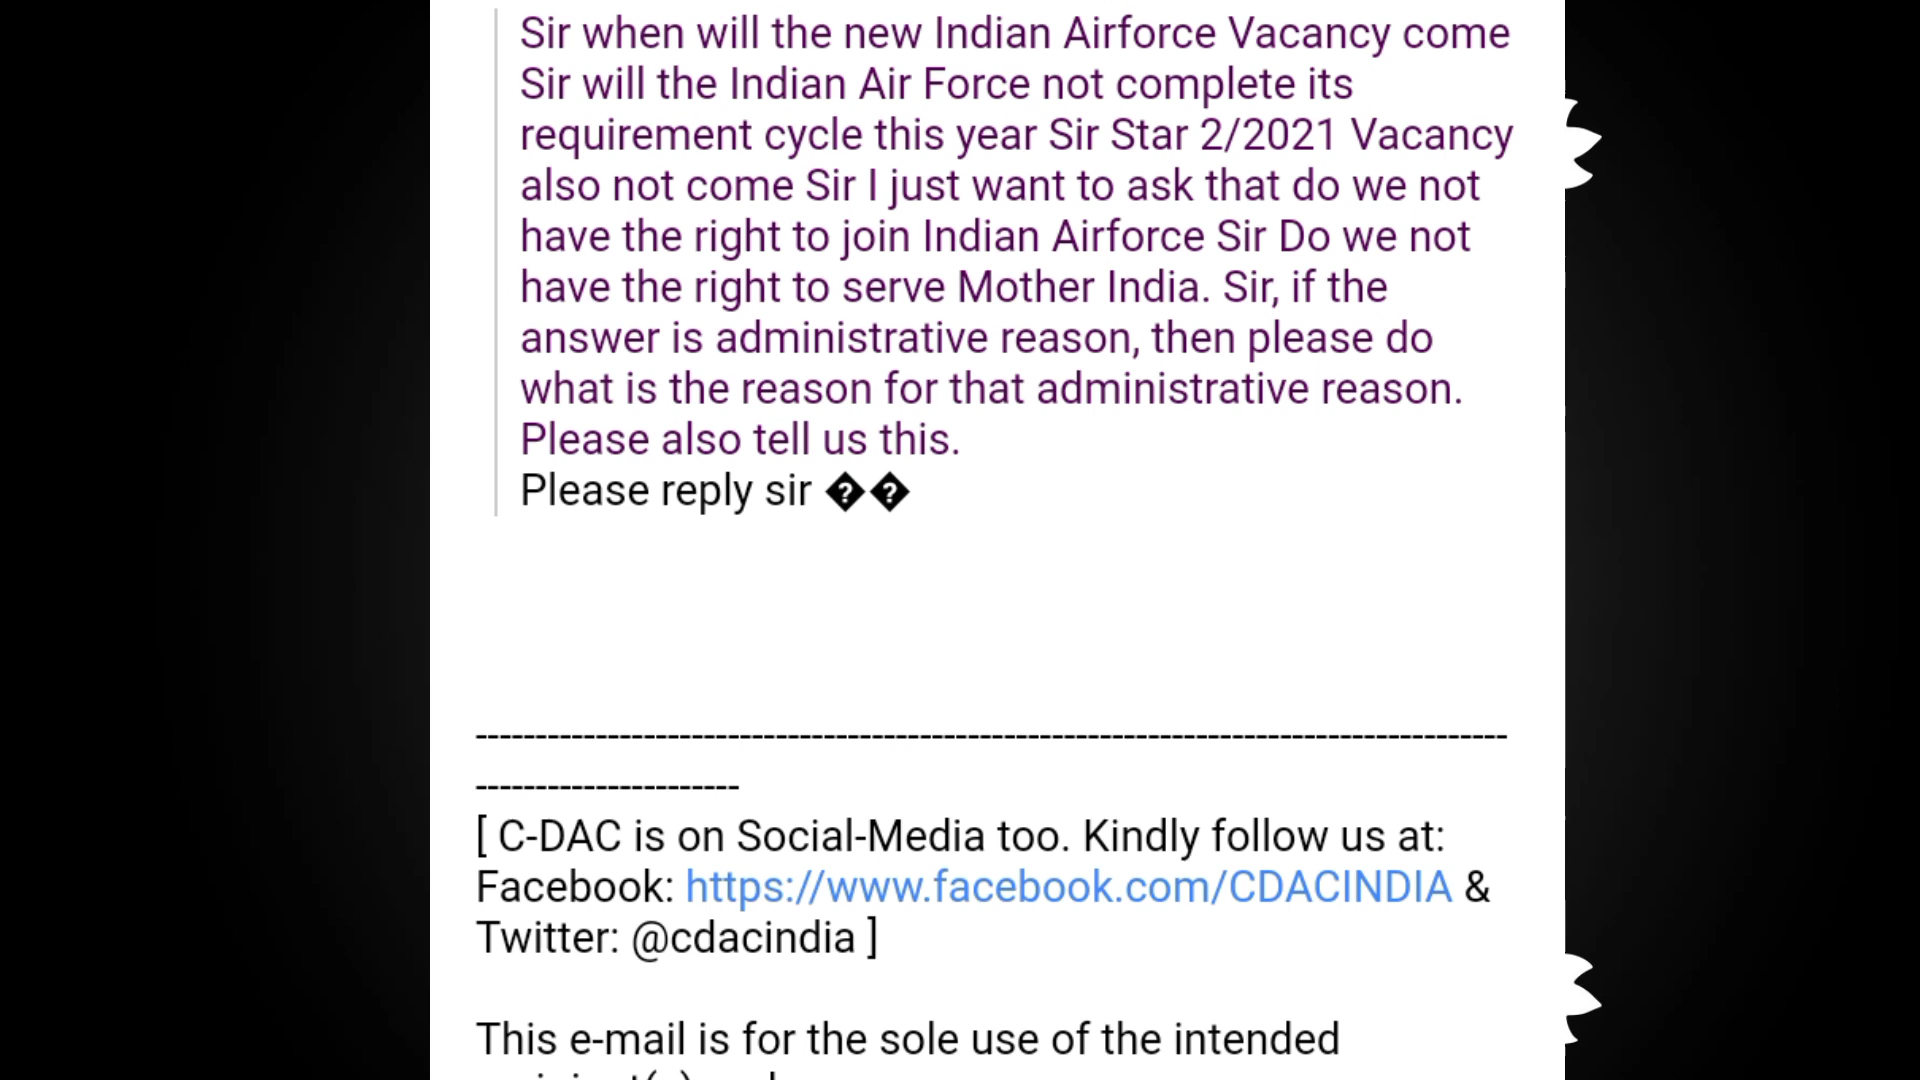 Sir when will the new Indian Airforce Vacancy come
Sir will the Indian Air Force not complete its
requirement cycle this year Sir Star 2/2021 Vacancy
also not come Sir I just want to ask that do we not
have the right to join Indian Airforce Sir Do we not
have the right to serve Mother India. Sir, if the
answer is administrative reason, then please do
what is the reason for that administrative reason.
Please also tell us this.
Please reply sir ��
--------------------------------------------------------------------------------------
----------------------
[ C-DAC is on Social-Media too. Kindly follow us at:
Facebook: https://www.facebook.com/CDACINDIA &
Twitter: @cdacindia ]
This e-mail is for the sole use of the intended